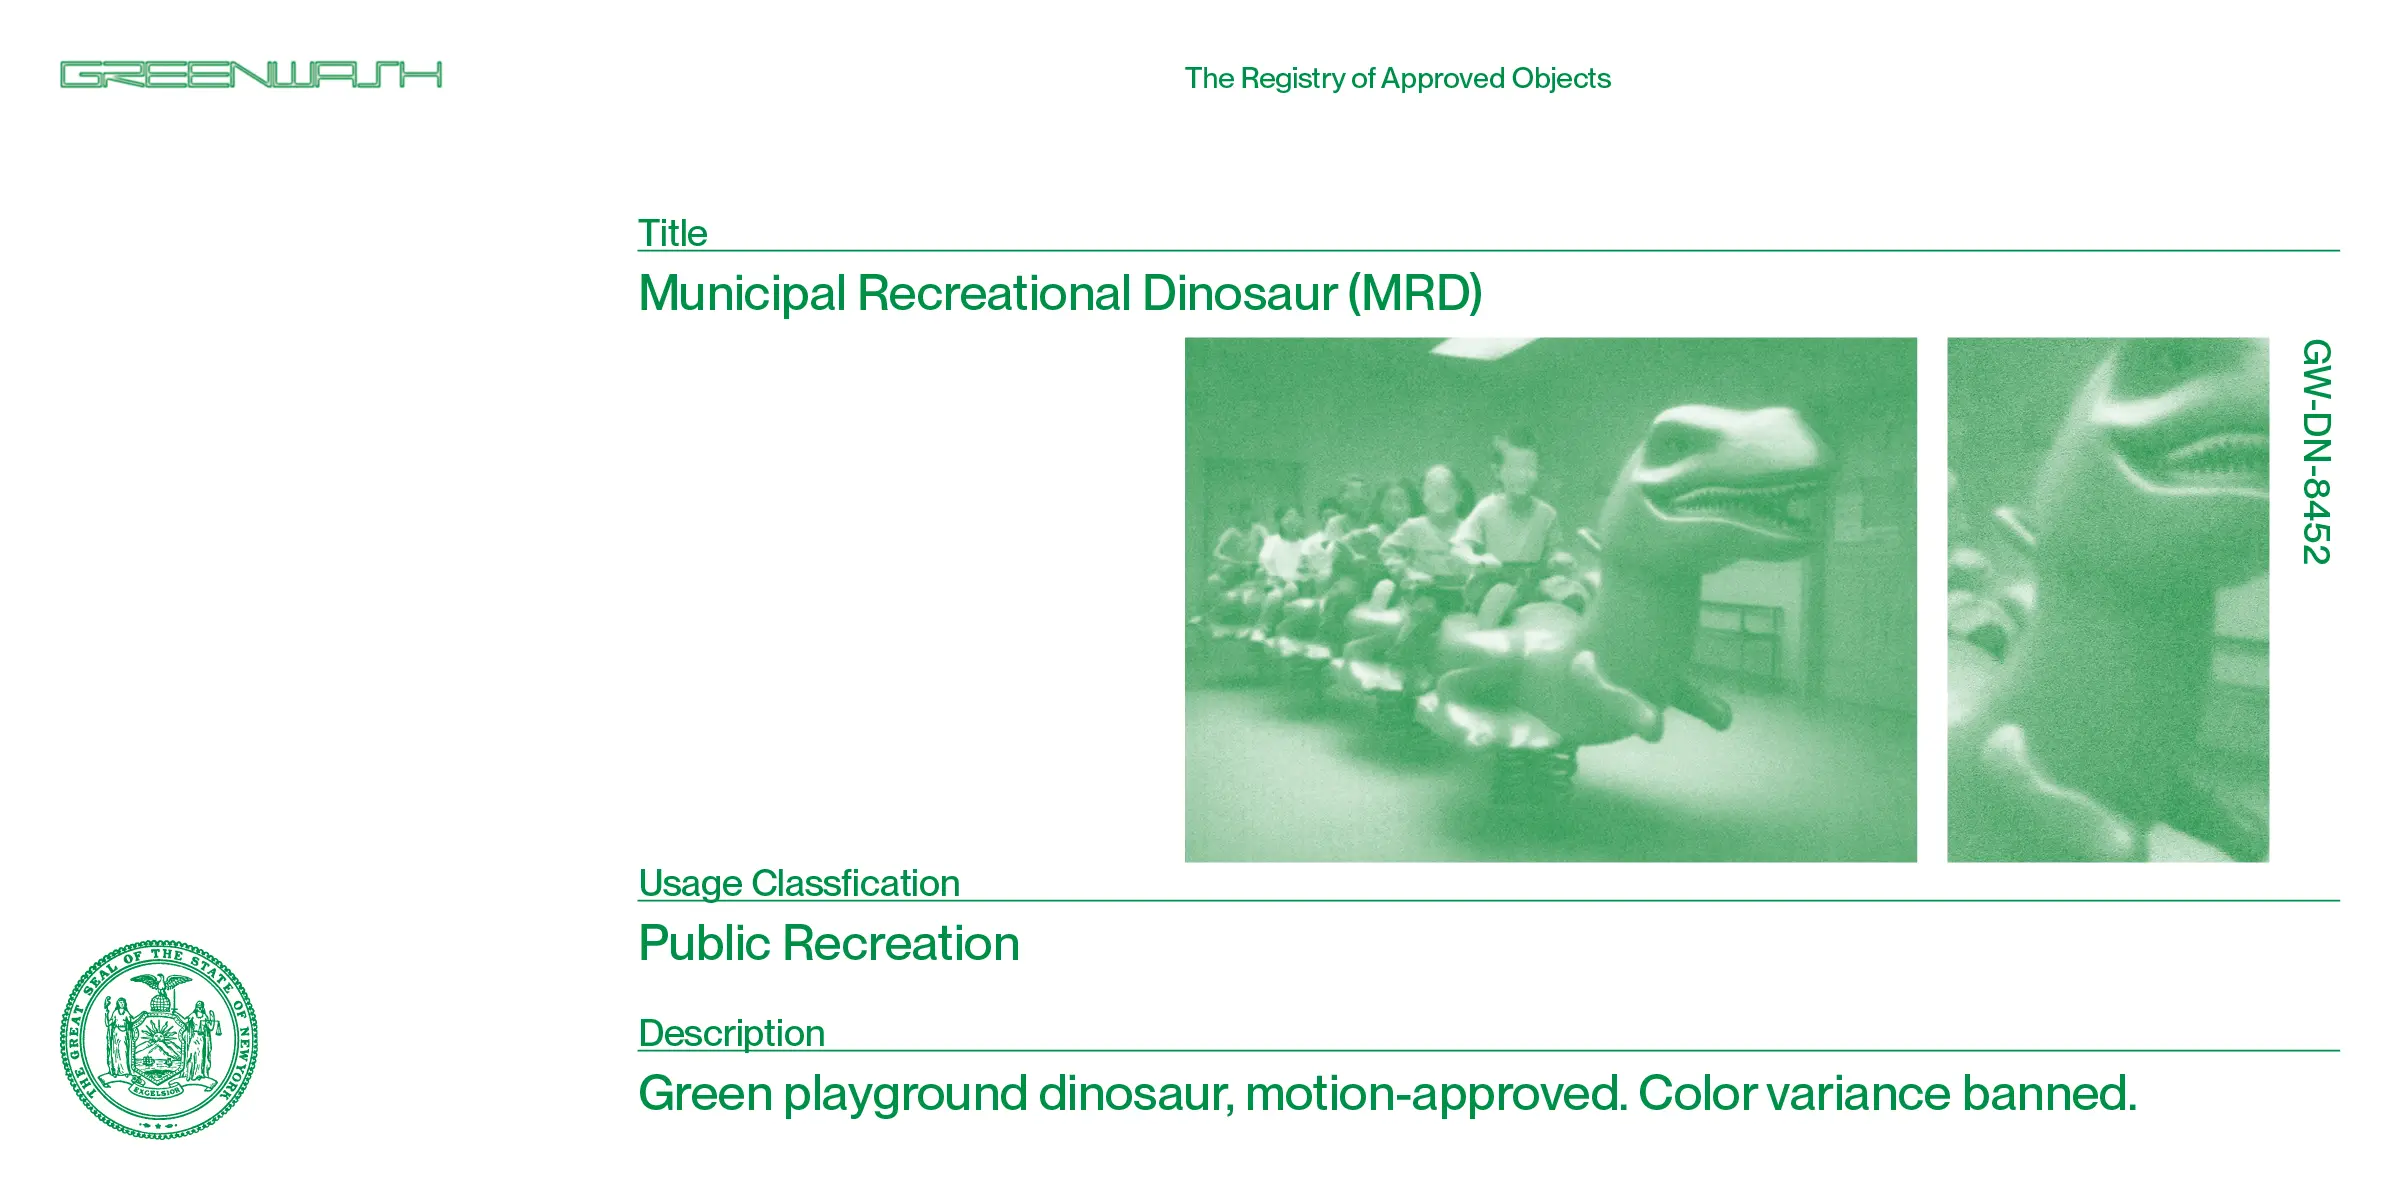 GREENWASH
The Registry of Approved Objects
Title
Municipal Recreational Dinosaur (MRD)
GW-DN-8452
Usage Classfication
Public Recreation
Description
Green playground dinosaur, motion-approved. Color variance banned.
THE GREAT SEAL OF THE STATE OF NEW YORK
EXCELSIOR